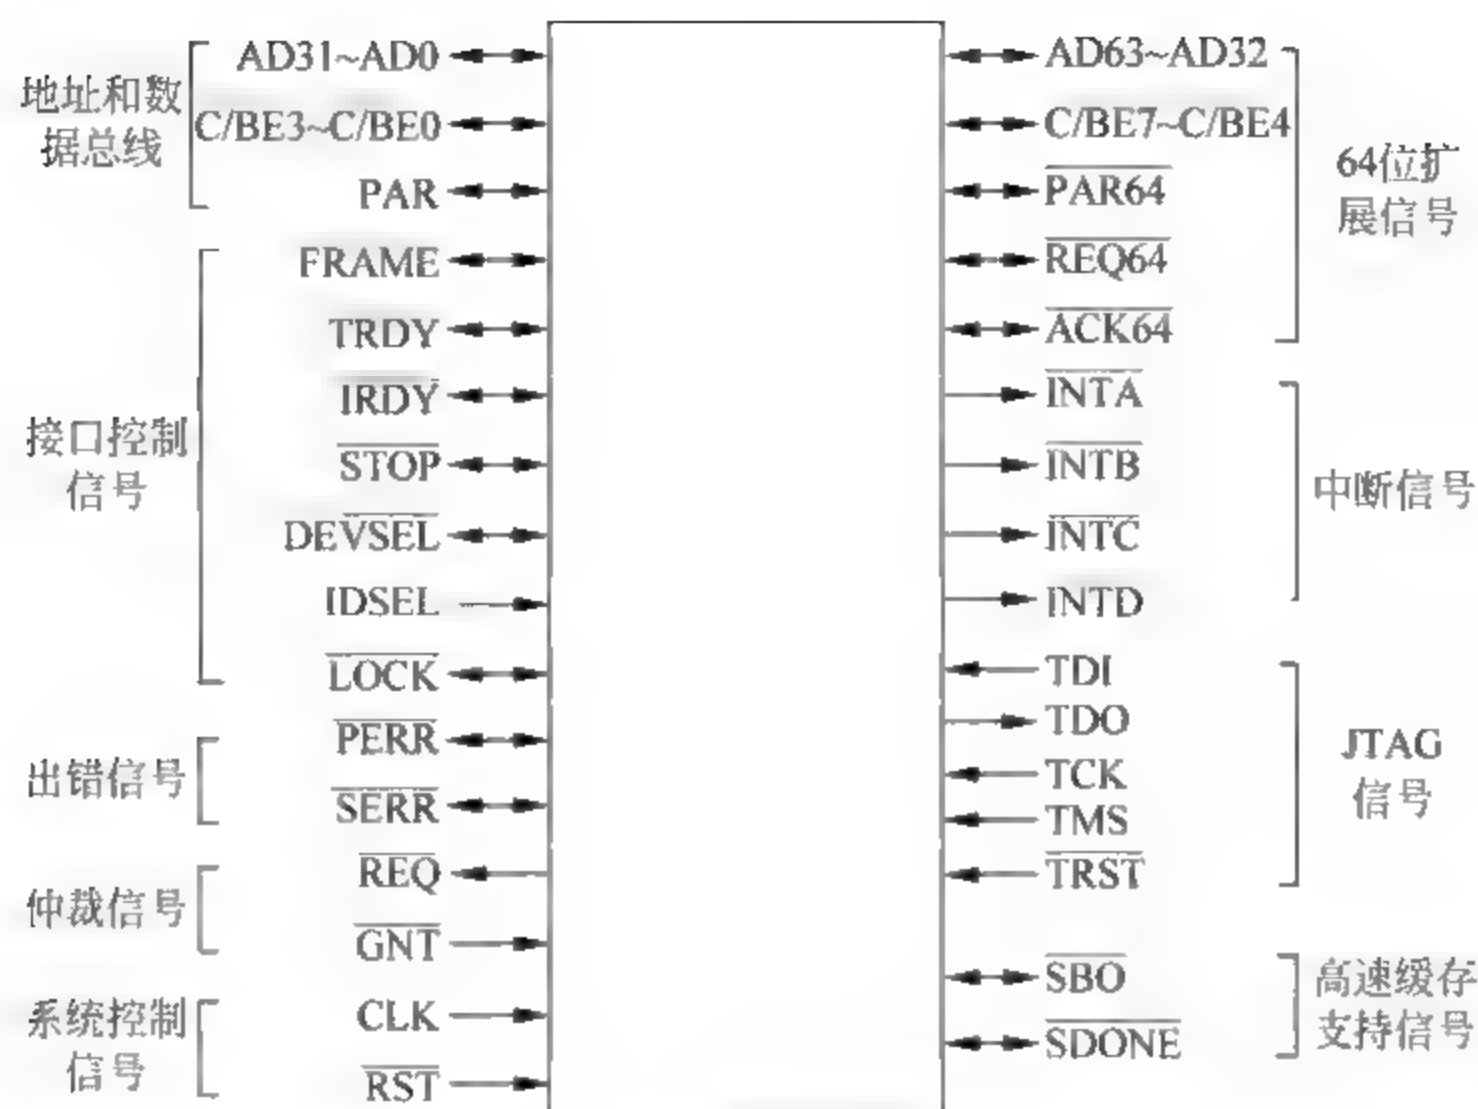 地址和数
据总线
AD31~AD0
C/BE3~C/BE0
PAR
接口控制
信号
FRAME
TRDY
IRDY
STOP
DEVSEL
IDSEL
LOCK
出错信号
PERR
SERR
仲裁信号
REQ
GNT
系统控制
信号
CLK
RST
AD63~AD32
C/BE7~C/BE4
PAR64
REQ64
ACK64
64位扩
展信号
INTA
INTB
INTC
INTD
中断信号
TDI
TDO
TCK
TMS
TRST
JTAG
信号
SBO
SDONE
高速缓存
支持信号